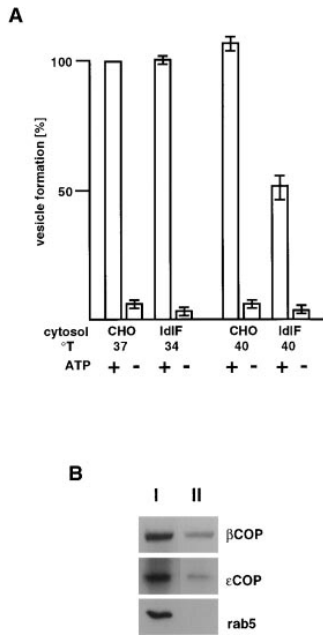 A
vesicle formation [%]
100
50
cytosol CHO ldlF CHO ldlF
°T 37 34 40 40
ATP + - + - + - + -
B
I II
βCOP
εCOP
rab5